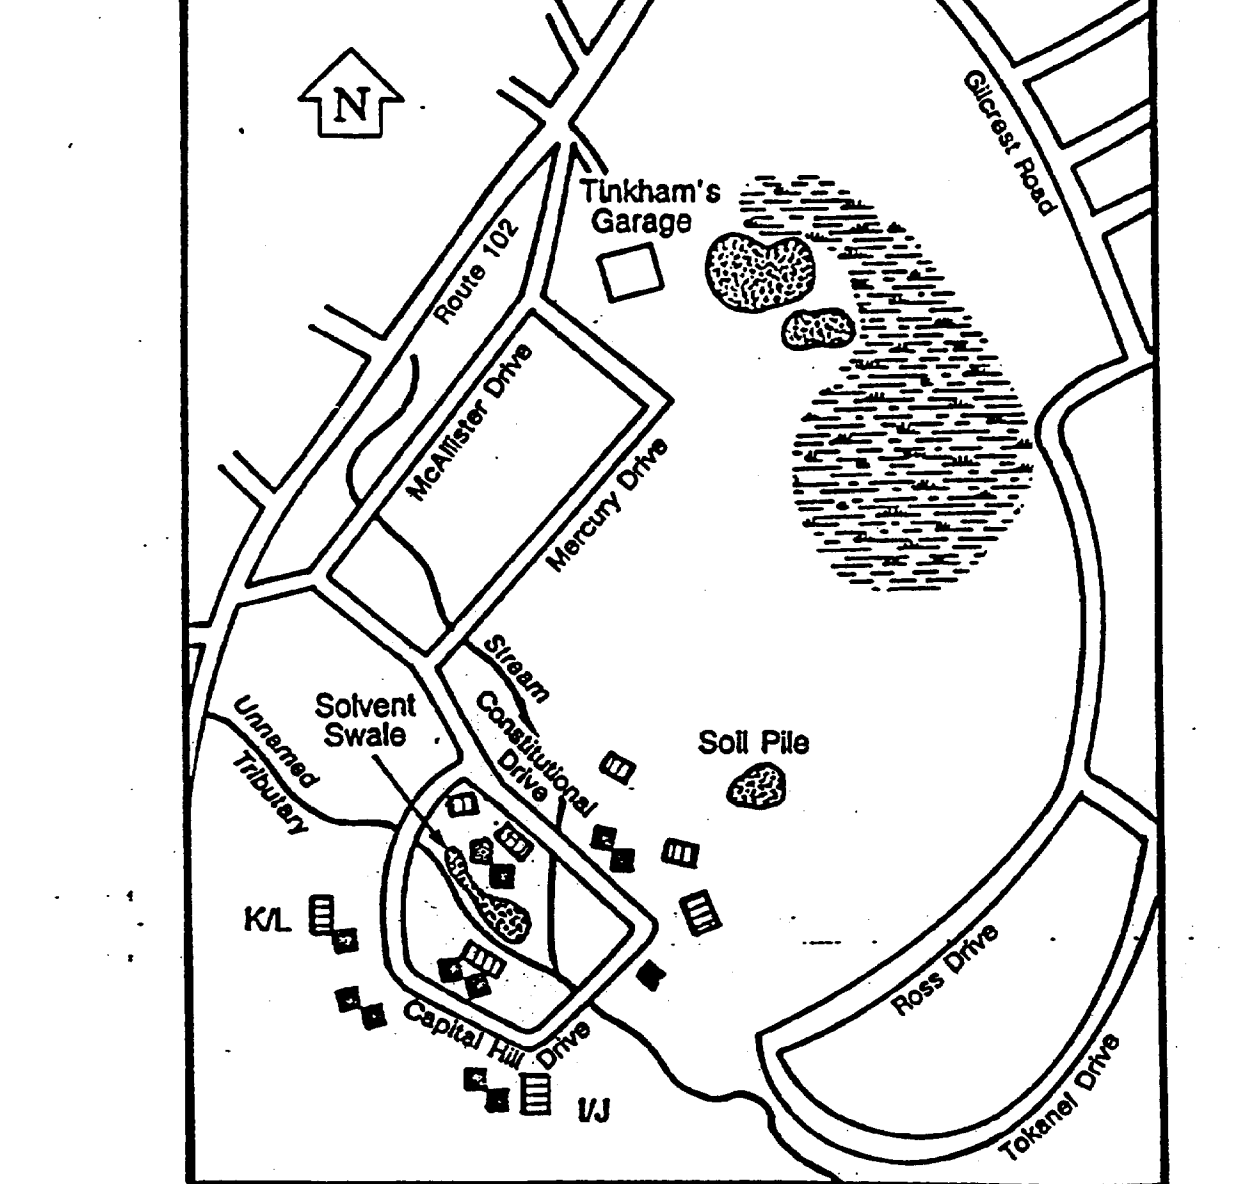 N
Gilcrest Road
Tinkham's
Garage
Route 102
McAllister Drive
Mercury Drive
Stream
Constitutional
Drive
Solvent
Swale
Unnamed
Tributary
Soil Pile
K/L
Capital Hill Drive
I/J
Ross Drive
Tokanel Drive